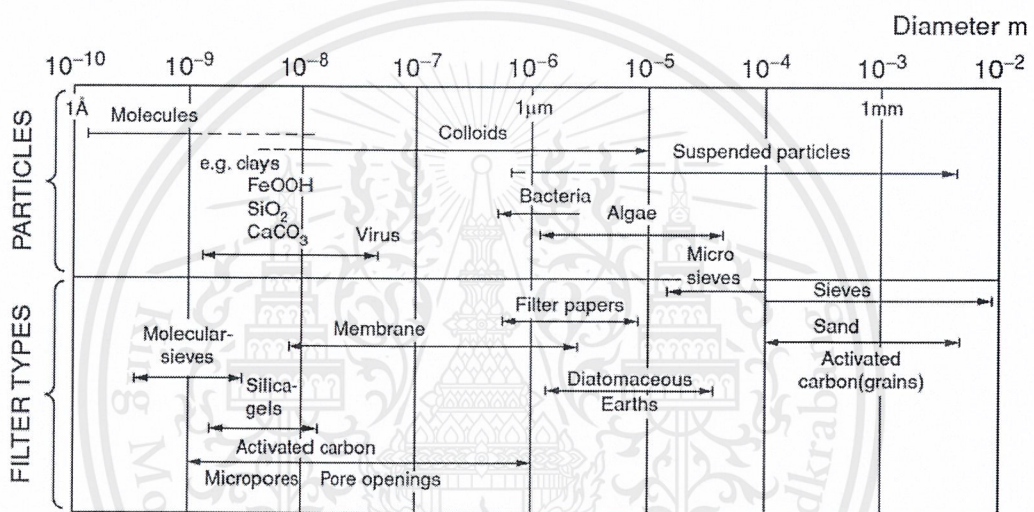 Diameter m
10⁻¹⁰ 10⁻⁹ 10⁻⁸ 10⁻⁷ 10⁻⁶ 10⁻⁵ 10⁻⁴ 10⁻³ 10⁻²
PARTICLES
1Å
1μm
1mm
Molecules
Colloids
Suspended particles
e.g. clays
FeOOH
SiO₂
CaCO₃
Virus
Bacteria
Algae
Micro
sieves
Sieves
FILTER TYPES
Filter papers
Membrane
Molecular-
sieves
Sand
Activated
carbon(grains)
Diatomaceous
Earths
Silica-
gels
Activated carbon
Micropores Pore openings